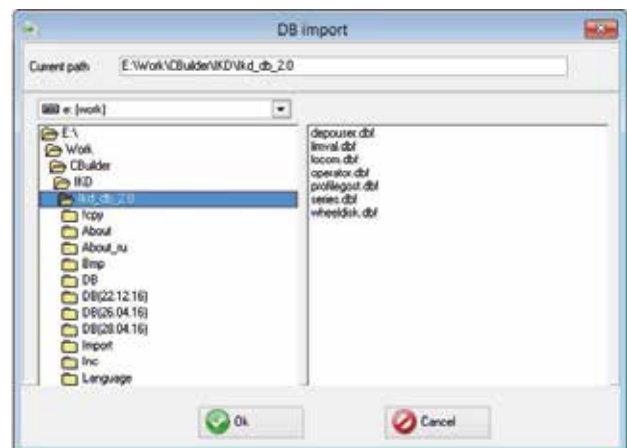 DB import
Current path
E:\Work\CBuilder\IKD\Ikd_db_2.0
e: [work]
E:\
Work
CBuilder
IKD
Ikd_db_2.0
About
About_ru
Bmp
DB
DB(22.12.16)
DB(26.04.16)
DB(28.04.16)
Import
Inc
Language
depouser.dbf
limval.dbf
locom.dbf
operator.dbf
profilegost.dbf
series.dbf
wheeldisk.dbf
Ok
Cancel